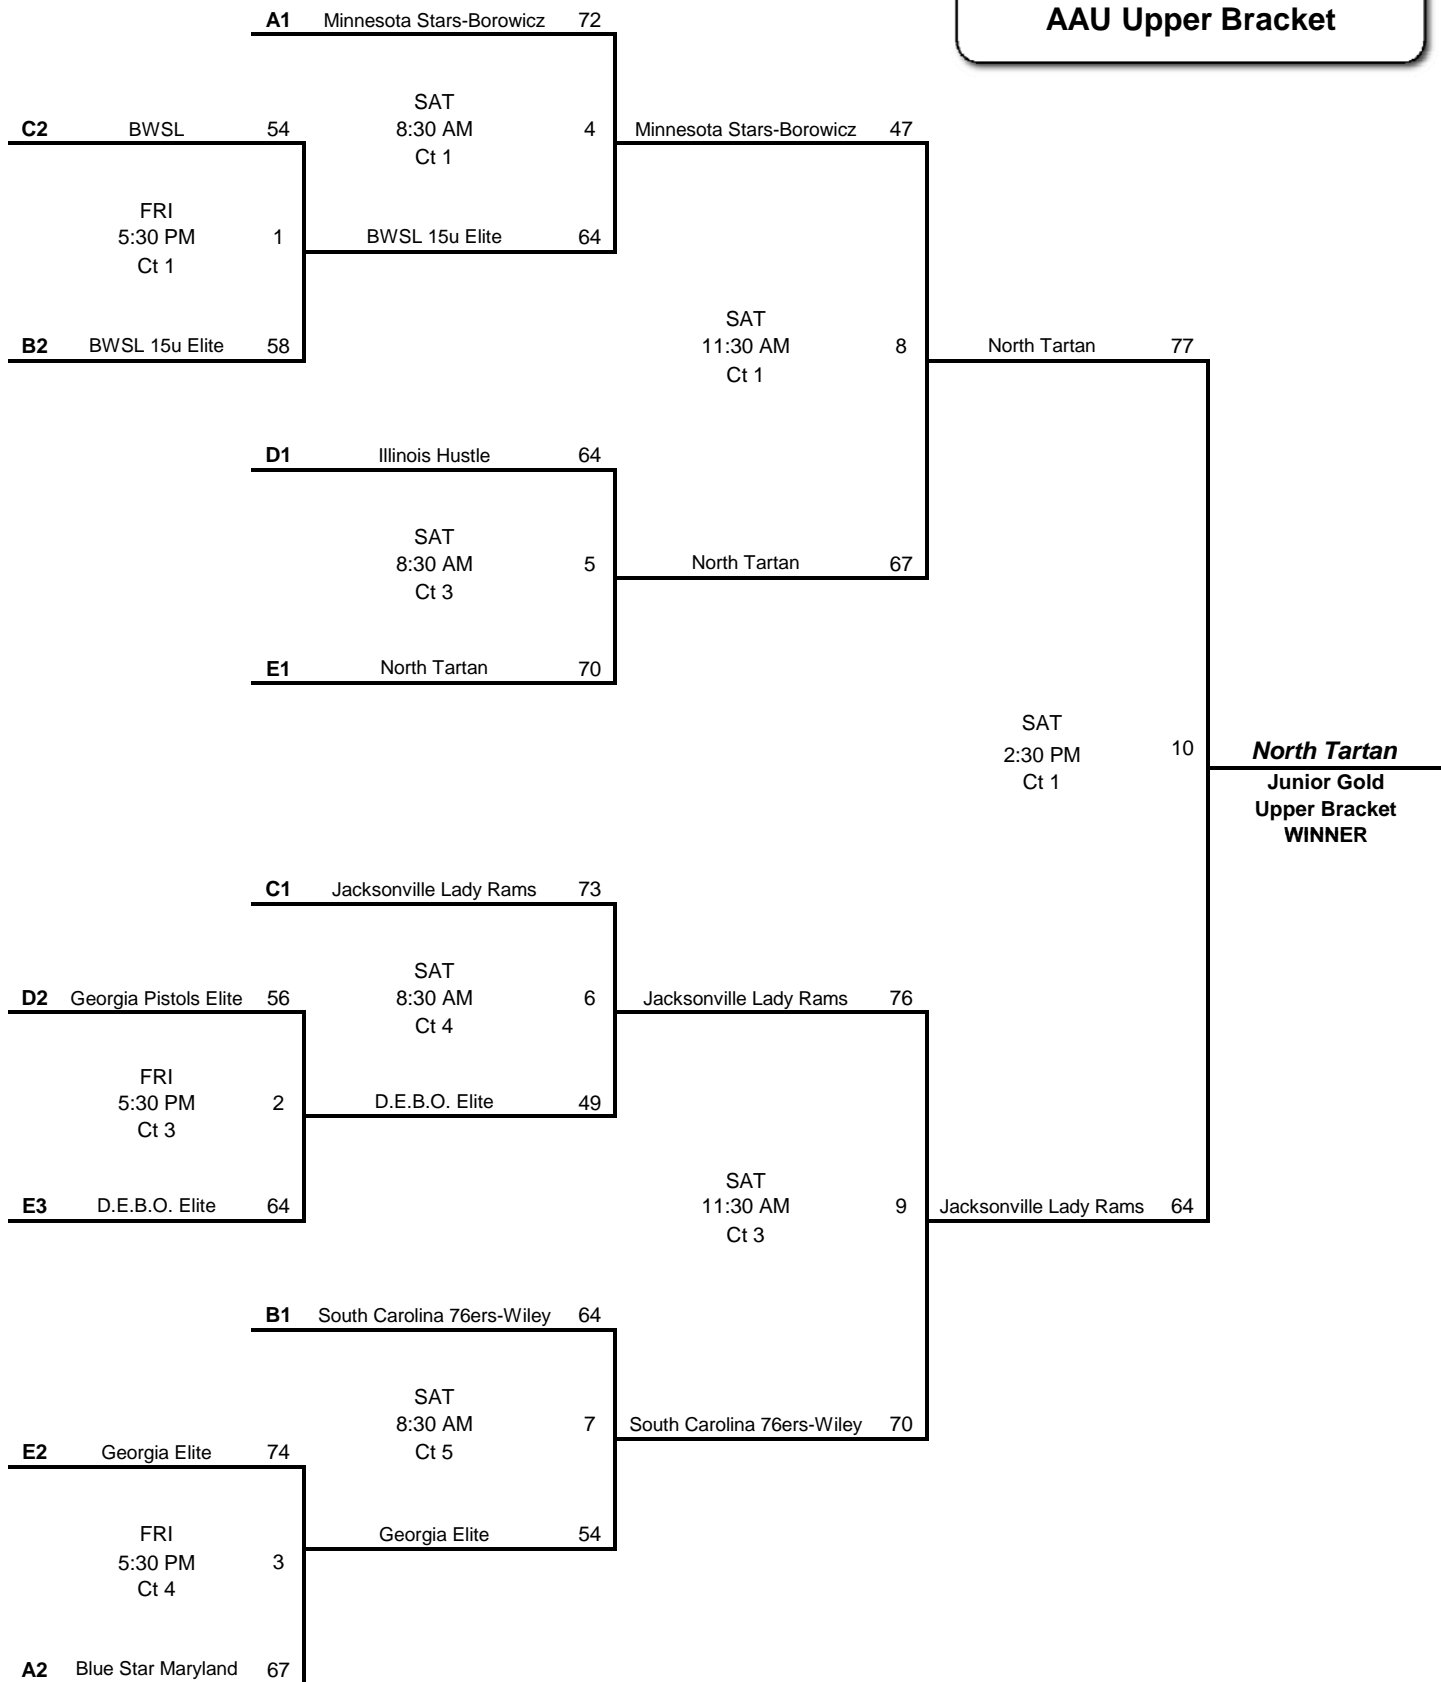 AAU Upper Bracket
A1 Minnesota Stars-Borowicz 72
SAT
8:30 AM 4
Ct 1
C2 BWSL 54
Minnesota Stars-Borowicz 47
FRI
5:30 PM 1
Ct 1
BWSL 15u Elite 64
B2 BWSL 15u Elite 58
SAT
11:30 AM 8
Ct 1
North Tartan 77
D1 Illinois Hustle 64
SAT
8:30 AM 5
Ct 3
North Tartan 67
E1 North Tartan 70
SAT
2:30 PM 10
Ct 1
North Tartan
Junior Gold
Upper Bracket
WINNER
C1 Jacksonville Lady Rams 73
SAT
8:30 AM 6
Ct 4
D2 Georgia Pistols Elite 56
Jacksonville Lady Rams 76
FRI
5:30 PM 2
Ct 3
D.E.B.O. Elite 49
E3 D.E.B.O. Elite 64
SAT
11:30 AM 9
Ct 3
Jacksonville Lady Rams 64
B1 South Carolina 76ers-Wiley 64
SAT
8:30 AM 7
Ct 5
South Carolina 76ers-Wiley 70
E2 Georgia Elite 74
FRI
5:30 PM 3
Ct 4
Georgia Elite 54
A2 Blue Star Maryland 67